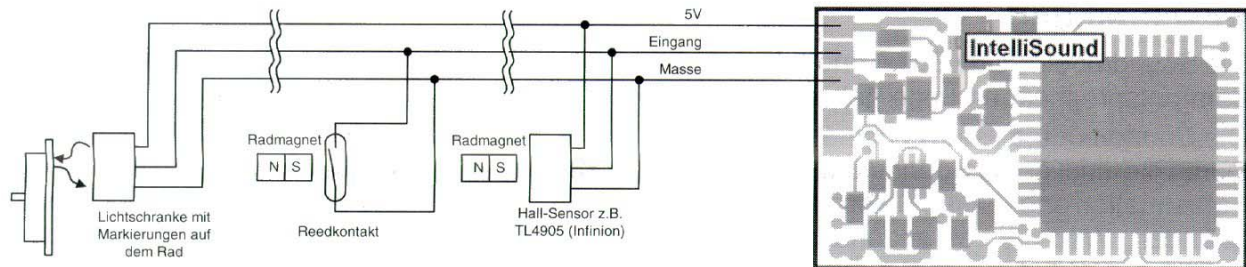 5V
Eingang
Masse
IntelliSound
Radmagnet
N S
Radmagnet
N S
Lichtschranke mit
Markierungen auf
dem Rad
Reedkontakt
Hall-Sensor z.B.
TL4905 (Infinion)